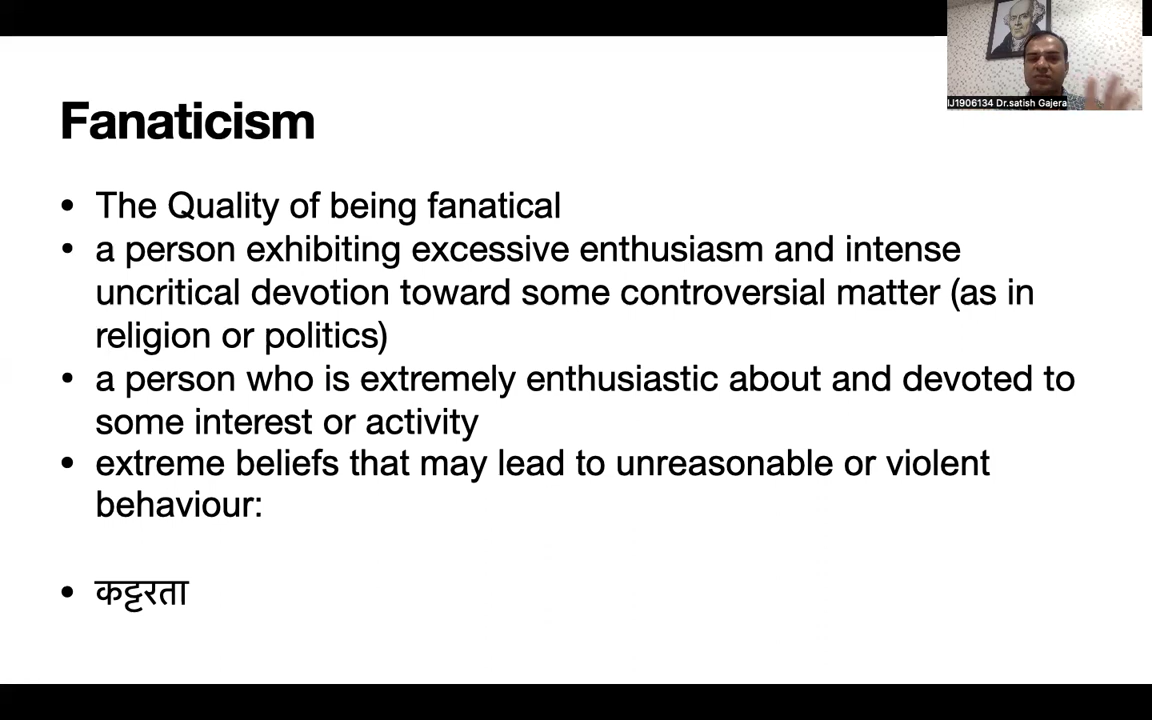 IJ1906134 Dr.satish Gajera
Fanaticism
• The Quality of being fanatical
• a person exhibiting excessive enthusiasm and intense
uncritical devotion toward some controversial matter (as in
religion or politics)
• a person who is extremely enthusiastic about and devoted to
some interest or activity
• extreme beliefs that may lead to unreasonable or violent
behaviour:
• कट्टरता